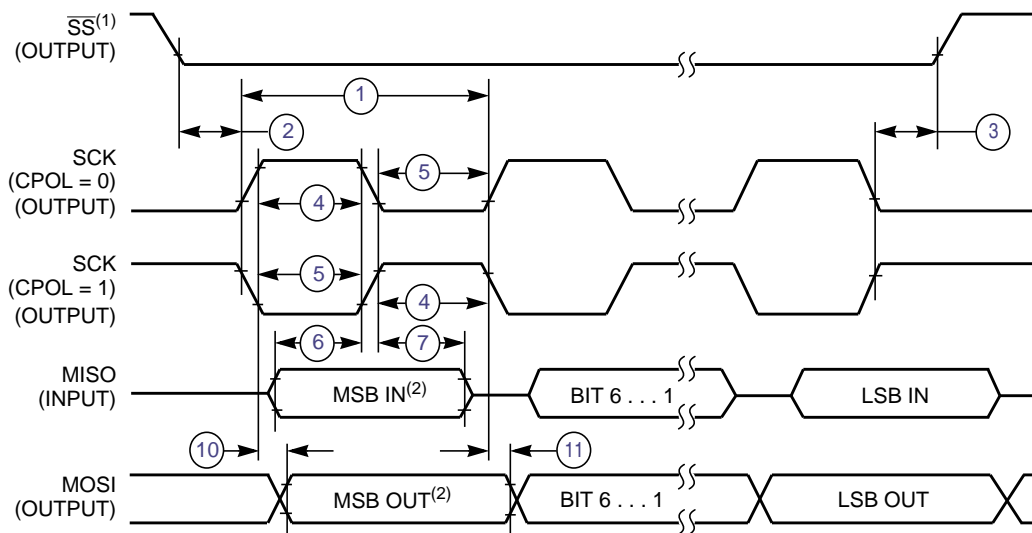 SS(1)
(OUTPUT)
1
2
3
SCK
(CPOL = 0)
(OUTPUT)
5
4
SCK
(CPOL = 1)
(OUTPUT)
5
4
6
7
MISO
(INPUT)
MSB IN(2)
BIT 6 . . . 1
LSB IN
10
11
MOSI
(OUTPUT)
MSB OUT(2)
BIT 6 . . . 1
LSB OUT